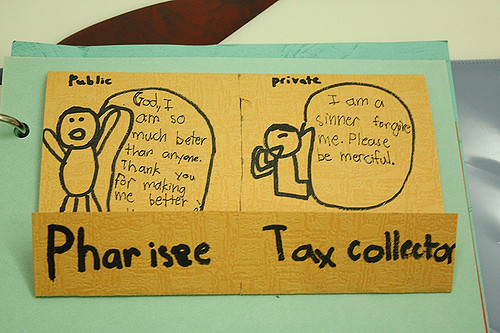 Public
God, I
am so
much beter
than anyone.
Thank you
for making
me better
private
I am a
sinner forgive
me. Please
be merciful.
Pharisee
Tax collector